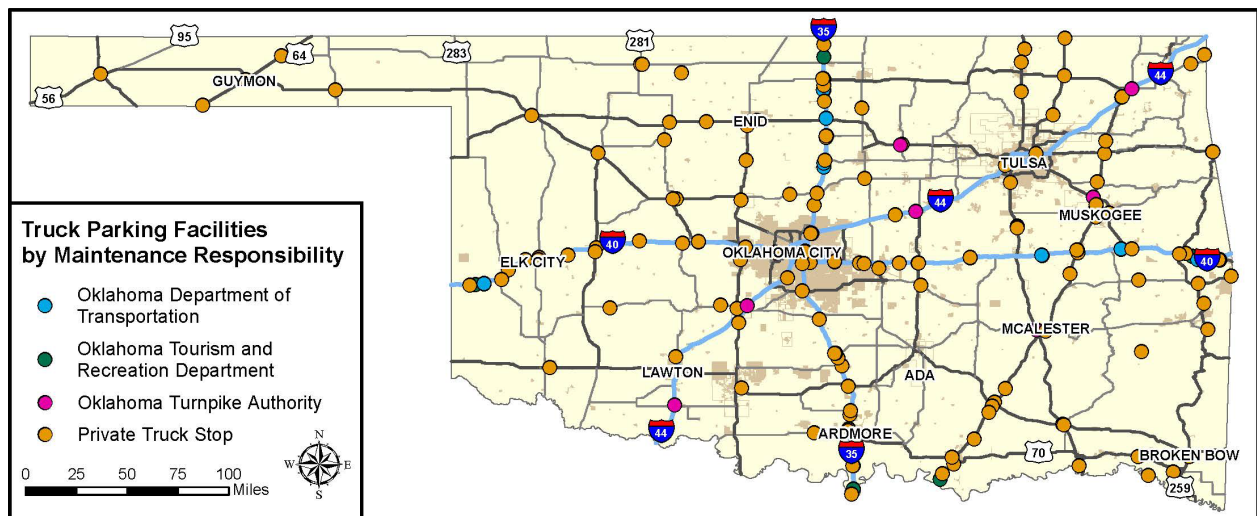 95
64
56
GUYMON
283
281
35
44
ENID
TULSA
44
MUSKOGEE
40
ELK CITY
OKLAHOMA CITY
40
MCALESTER
LAWTON
ADA
44
ARDMORE
35
70
BROKEN BOW
259
Truck Parking Facilities
by Maintenance Responsibility
Oklahoma Department of
Transportation
Oklahoma Tourism and
Recreation Department
Oklahoma Turnpike Authority
Private Truck Stop
N
W E
S
0 25 50 75 100
Miles